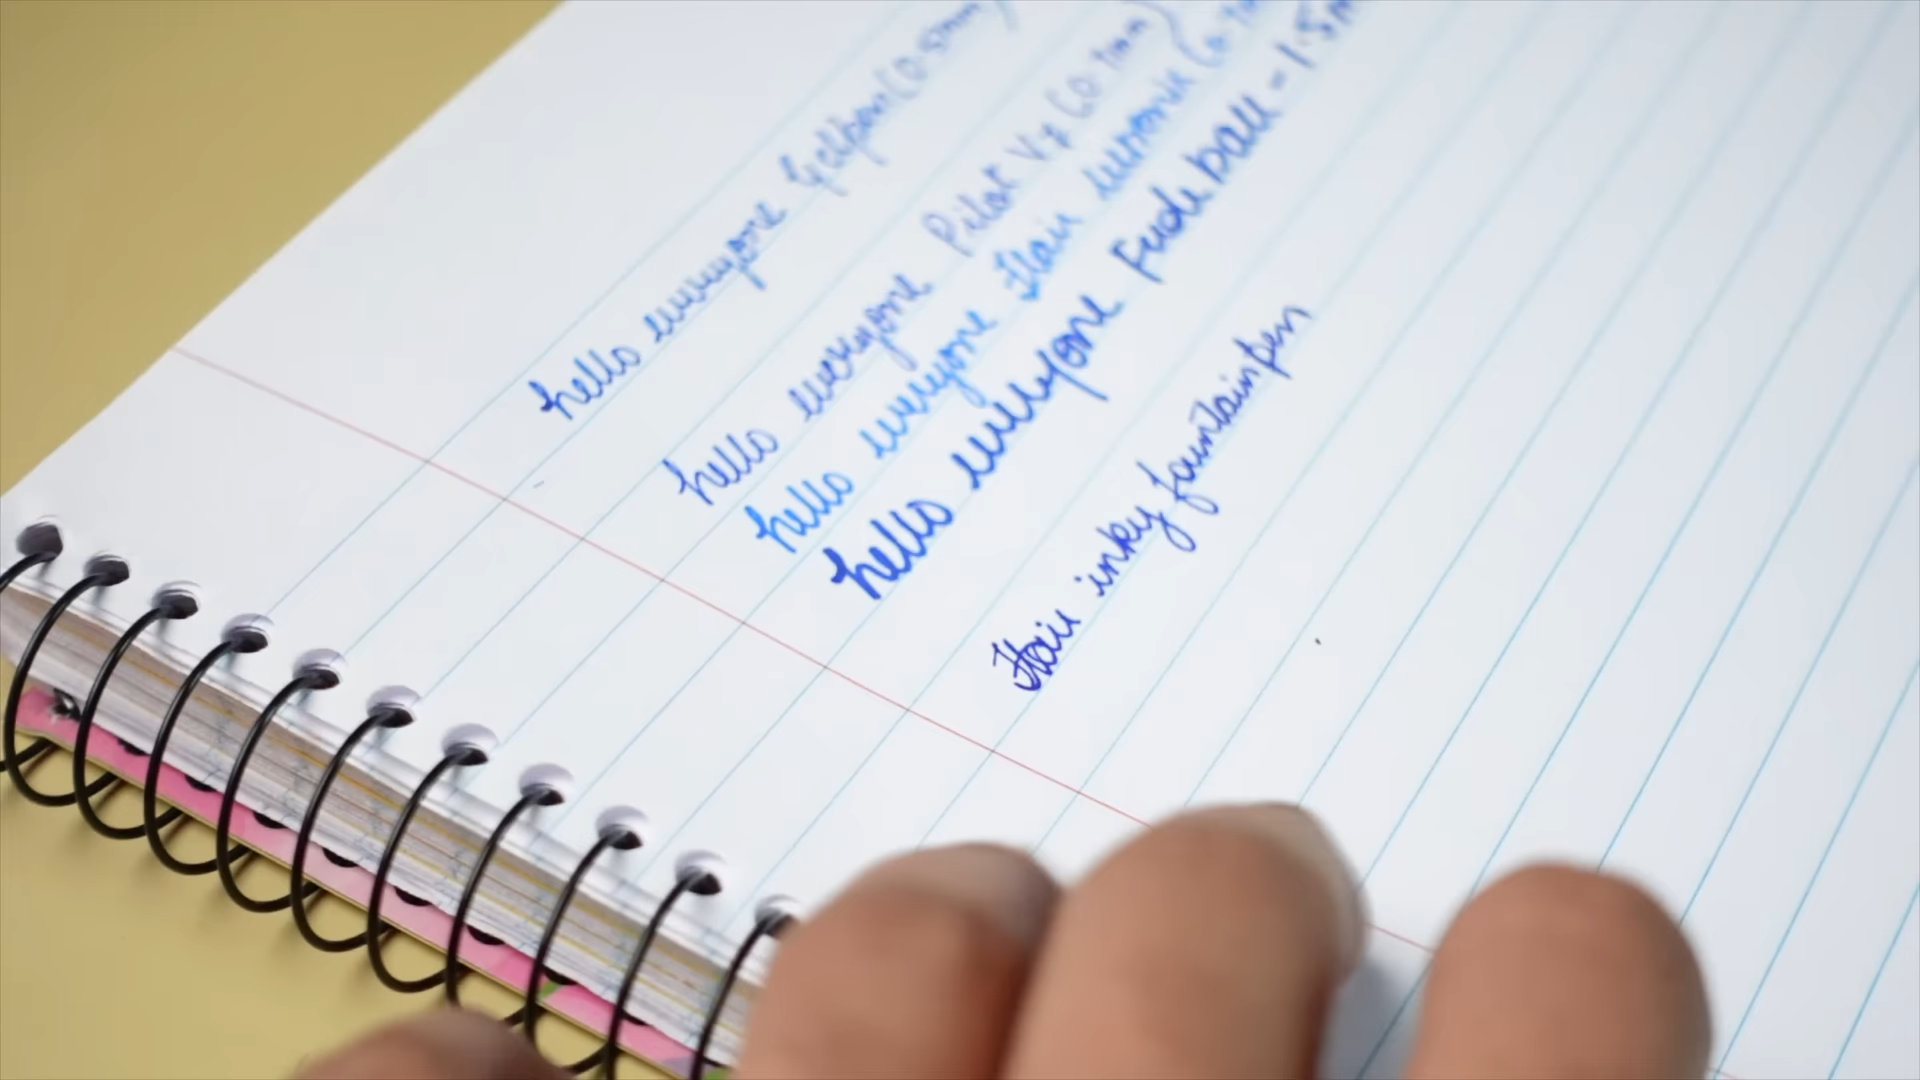 hello everyone Gelpen (0.5mm)
hello everyone Pilot V7 (0.7mm)
hello everyone Flair
hello everyone Fude ball = 1.5m
Flair inky fountain pen